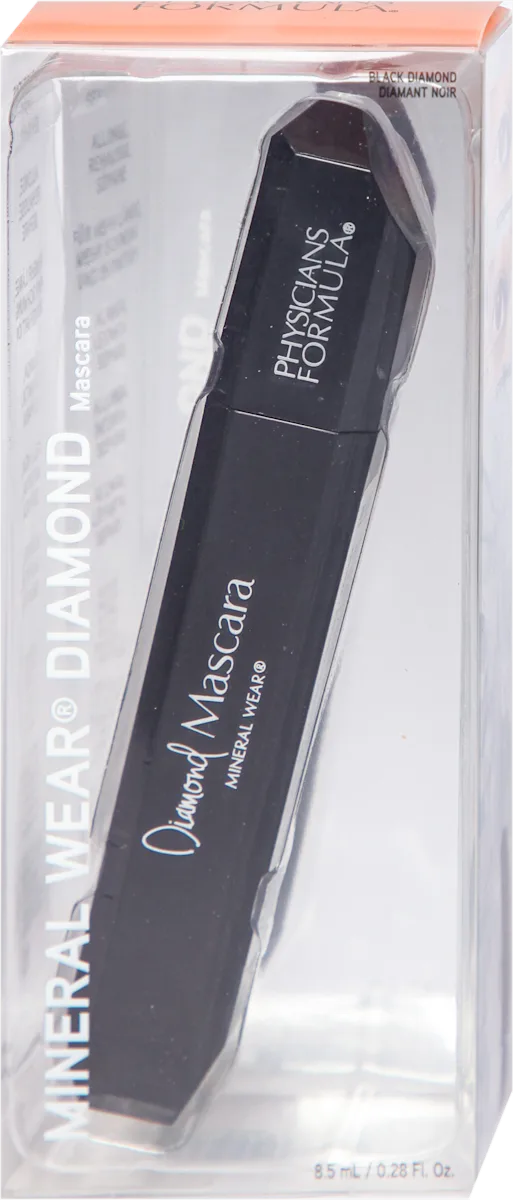 FORMULA®
BLACK DIAMOND
DIAMANT NOIR
PHYSICIANS
FORMULA®
Diamond Mascara
MINERAL WEAR®
MINERAL WEAR® DIAMOND Mascara
8.5 mL / 0.28 Fl. Oz.